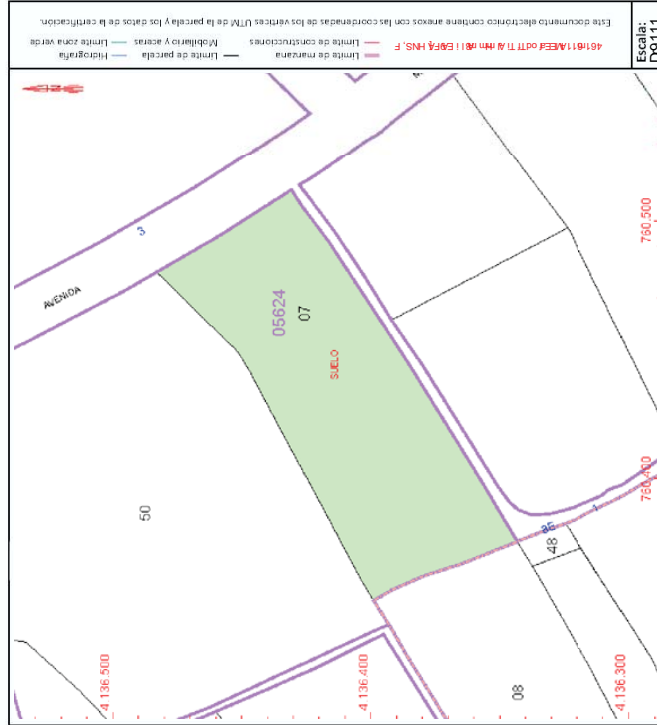 Este documento electrónico contiene anexos con las coordenadas de los vértices UTM de la parcela y los datos de la certificación.
Límite de manzana
Límite de construcciones
Límite de parcela
Mobiliario y aceras
Hidrografía
Límite zona verde
Escala:
D9111
AVENIDA
3
05624
07
SUELO
50
3E
1
48
08
4.136.500
4.136.400
4.136.300
760,500
760,400